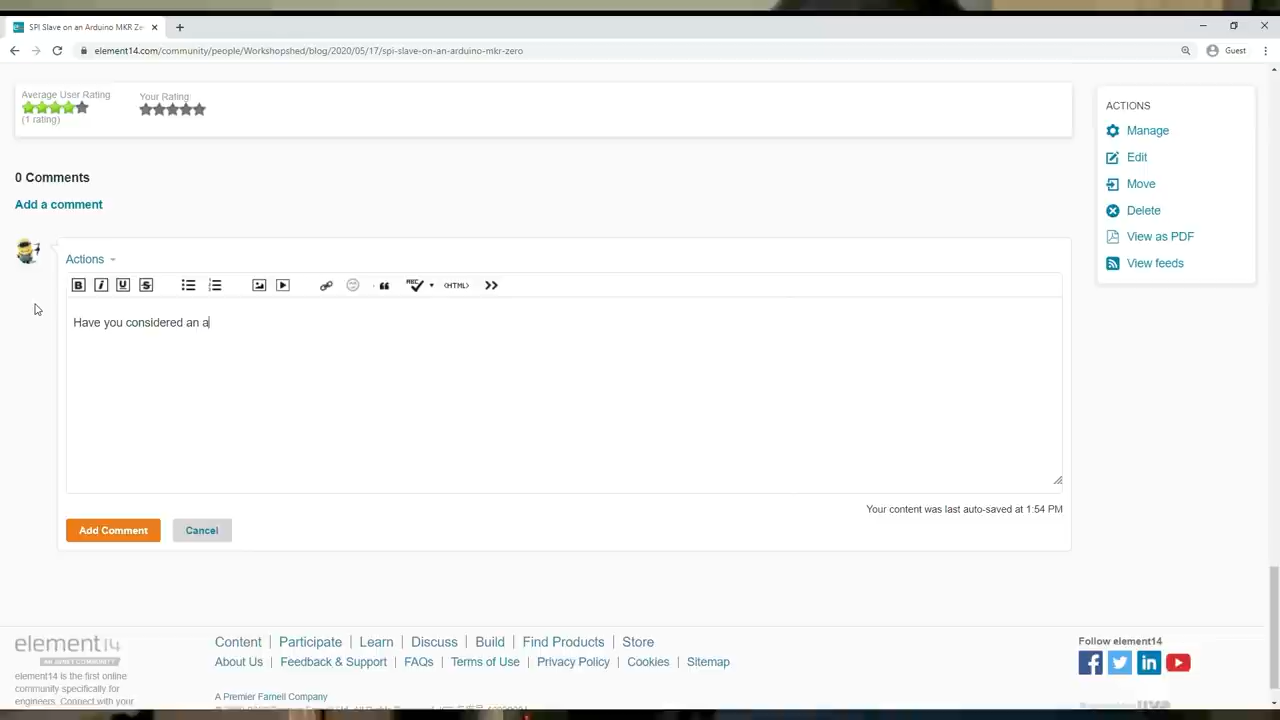 SPI Slave on an Arduino MKR Ze
element14.com/community/people/Workshopshed/blog/2020/05/17/spi-slave-on-an-arduino-mkr-zero
Guest
Average User Rating
(1 rating)
Your Rating:
ACTIONS
Manage
Edit
Move
Delete
View as PDF
View feeds
0 Comments
Add a comment
Actions
B I U S ABC <HTML>
Have you considered an a
Your content was last auto-saved at 1:54 PM
Add Comment
Cancel
element14
AN AVNET COMMUNITY
element14 is the first online
community specifically for
engineers. Connect with your
Content | Participate | Learn | Discuss | Build | Find Products | Store
About Us | Feedback & Support | FAQs | Terms of Use | Privacy Policy | Cookies | Sitemap
A Premier Farnell Company
Follow element14